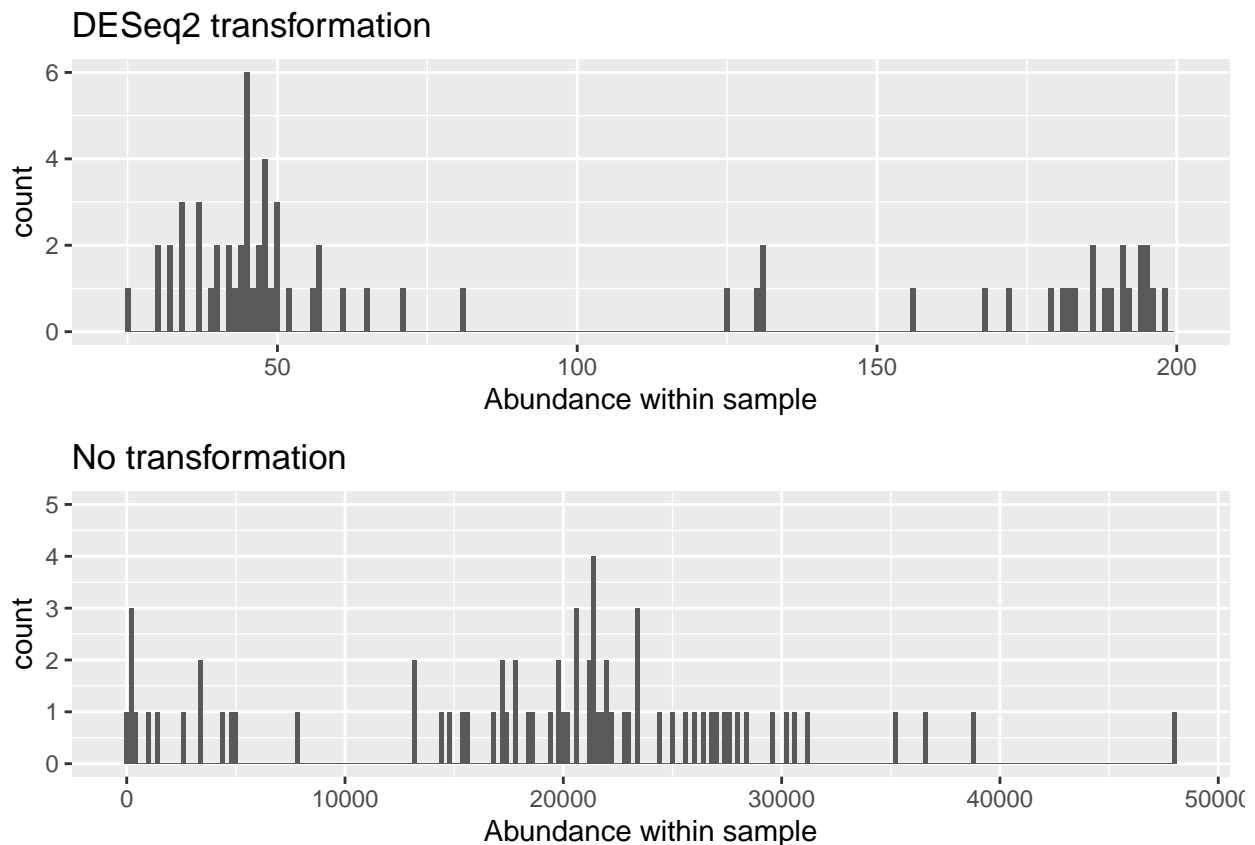 DESeq2 transformation
6
4
2
0
count
50 100 150 200
Abundance within sample
No transformation
5
4
3
2
1
0
count
0 10000 20000 30000 40000 50000
Abundance within sample